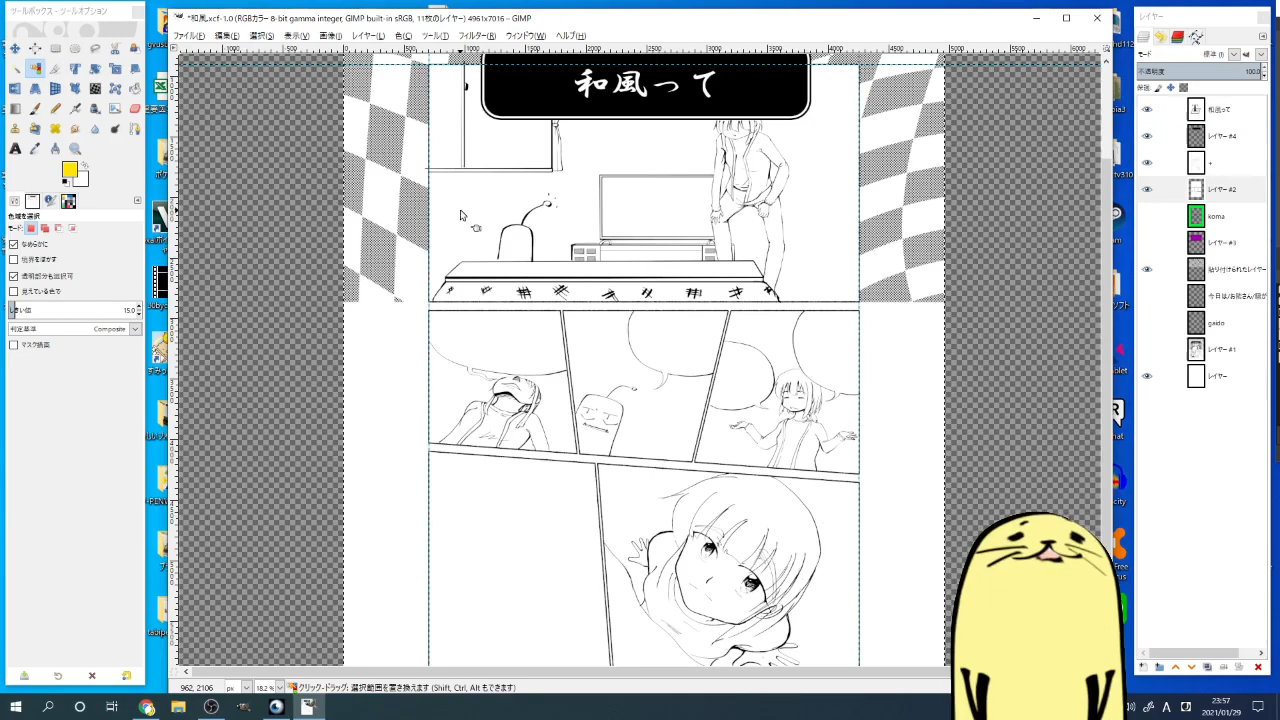 ツールボックス - ツールオプション
*和風.xcf-1.0 (RGBカラー 8-bit gamma integer, GIMP built-in sRGB, 11枚のレイヤー) 4961x7016 – GIMP
ファイル(F) 編集(E) 選択(S) 表示(V) 画像(I) レイヤー(L) 色(C) ツール(T) フィルター(R) ウィンドウ(W) ヘルプ(H)
和風って
色域を選択
モード:
なめらかに
境界をぼかす
透明部分も選択可
見えている色で
しきい値 15.0
判定基準 Composite
マスク描画
レイヤー
モード 標準
不透明度 100.0
保護:
和風って
レイヤー #4
+
レイヤー #2
koma
レイヤー #3
貼り付けられたレイヤー
gaido
レイヤー #1
レイヤー
962, 2106 px 18.2 % クリック-ドラッグ: 選択範囲を置き換えます (Shift, Ctrl, Alt もできます)
23:57
2021/01/29